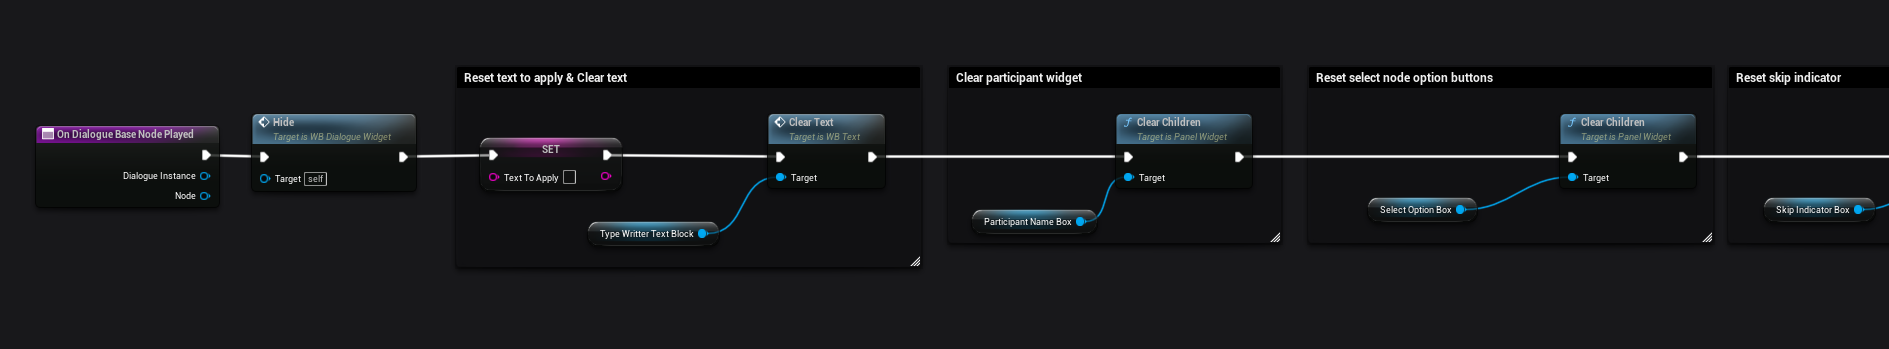 On Dialogue Base Node Played
Dialogue Instance
Node
Hide
Target is WB Dialogue Widget
Target self
Reset text to apply & Clear text
SET
Text To Apply
Clear Text
Target is WB Text
Target
Type Writter Text Block
Clear participant widget
Clear Children
Target is Panel Widget
Target
Participant Name Box
Reset select node option buttons
Clear Children
Target is Panel Widget
Target
Select Option Box
Reset skip indicator
Skip Indicator Box